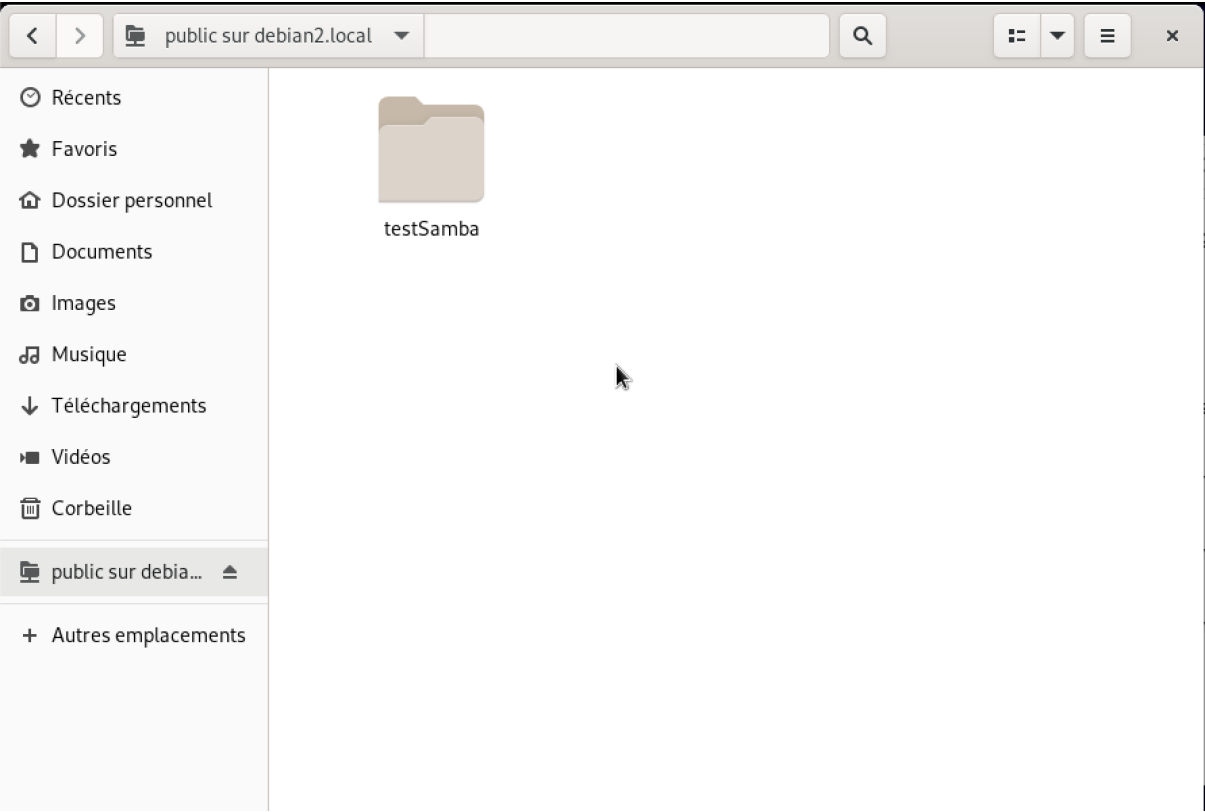 public sur debian2.local
Récents
Favoris
Dossier personnel
Documents
Images
Musique
Téléchargements
Vidéos
Corbeille
public sur debia...
Autres emplacements
testSamba